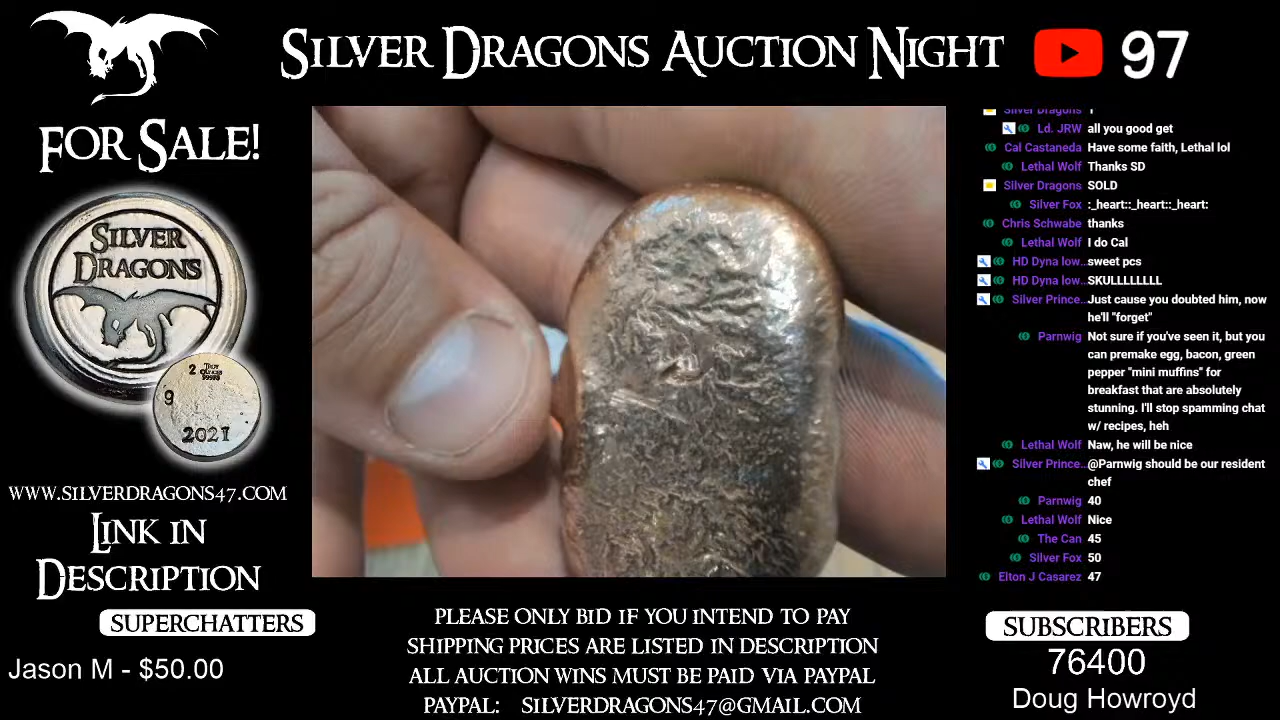 SILVER DRAGONS AUCTION NIGHT
97
FOR SALE!
SILVER
DRAGONS
2 TROY
OUNCES
9
2021
WWW.SILVERDRAGONS47.COM
LINK IN
DESCRIPTION
SUPERCHATTERS
Jason M - $50.00
PLEASE ONLY BID IF YOU INTEND TO PAY
SHIPPING PRICES ARE LISTED IN DESCRIPTION
ALL AUCTION WINS MUST BE PAID VIA PAYPAL
PAYPAL: SILVERDRAGONS47@GMAIL.COM
Silver Dragons
Ld. JRW all you good get
Cal Castaneda Have some faith, Lethal lol
Lethal Wolf Thanks SD
Silver Dragons SOLD
Silver Fox :_heart::_heart::_heart:
Chris Schwabe thanks
Lethal Wolf I do Cal
HD Dyna low.. sweet pcs
HD Dyna low.. SKULLLLLLLL
Silver Prince.. Just cause you doubted him, now
he'll "forget"
Parnwig Not sure if you've seen it, but you
can premake egg, bacon, green
pepper "mini muffins" for
breakfast that are absolutely
stunning. I'll stop spamming chat
w/ recipes, heh
Lethal Wolf Naw, he will be nice
Silver Prince.. @Parnwig should be our resident
chef
Parnwig 40
Lethal Wolf Nice
The Can 45
Silver Fox 50
Elton J Casarez 47
SUBSCRIBERS
76400
Doug Howroyd